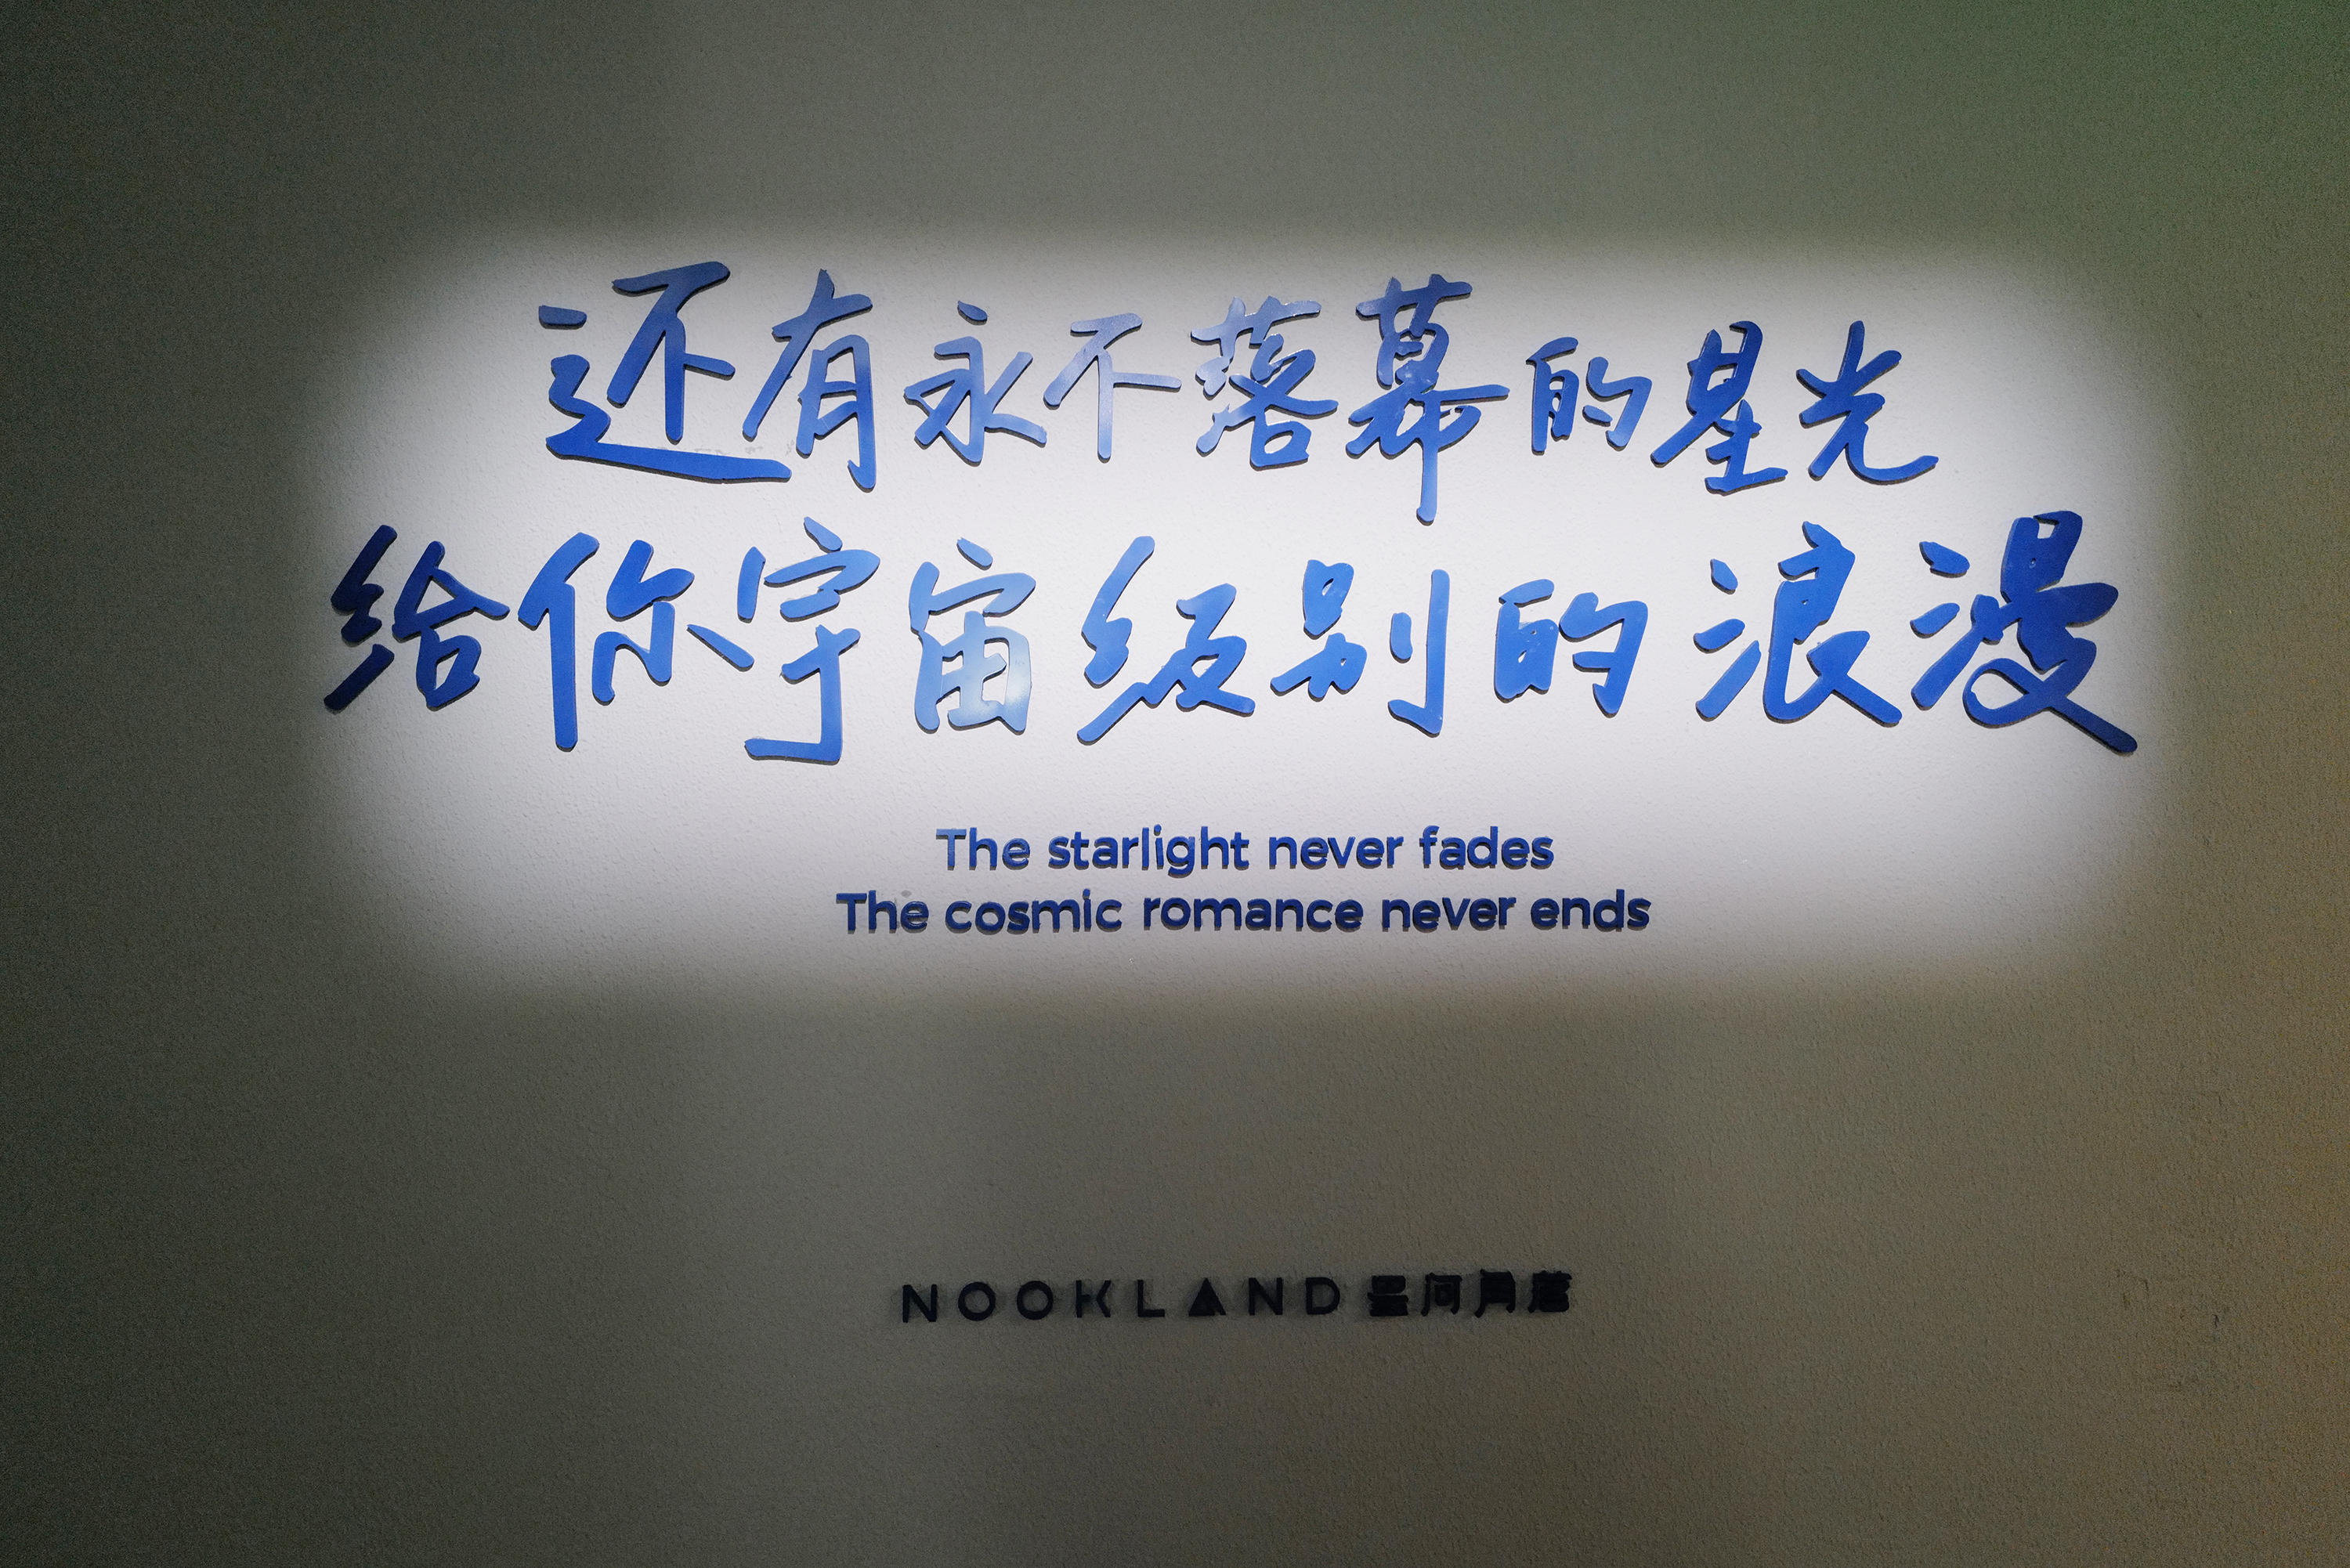 还有永不落幕的星光
给你宇宙级别的浪漫
The starlight never fades
The cosmic romance never ends
NOOKLAND